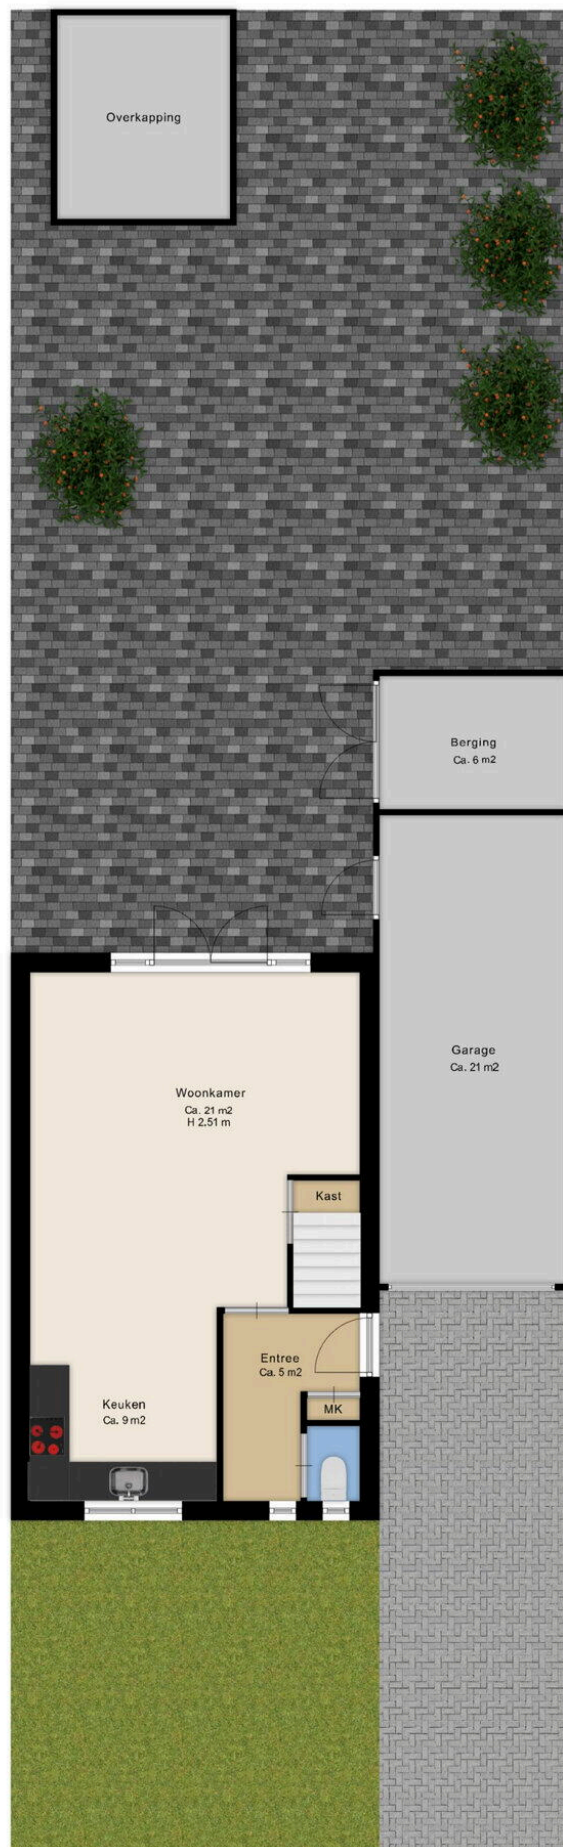 Overkapping
Berging
Ca. 6 m2
Garage
Ca. 21 m2
Woonkamer
Ca. 21 m2
H 2.51 m
Kast
Entree
Ca. 5 m2
Keuken
Ca. 9 m2
MK